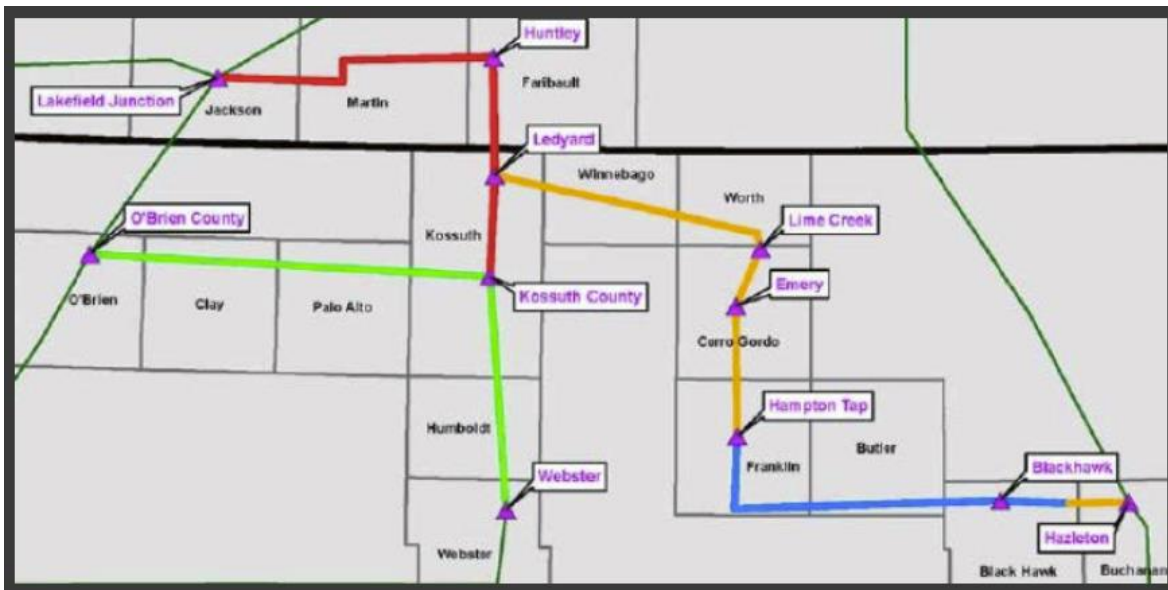 Huntley
Lakefield Junction
Jackson
Martin
Faribault
Ledyard
Winnebago
Worth
O'Brien County
Kossuth
Lime Creek
Kossuth County
Emery
O'Brien
Clay
Palo Alto
Cerro Gordo
Hampton Tap
Humboldt
Butler
Franklin
Webster
Blackhawk
Hazleton
Webster
Black Hawk
Buchanan